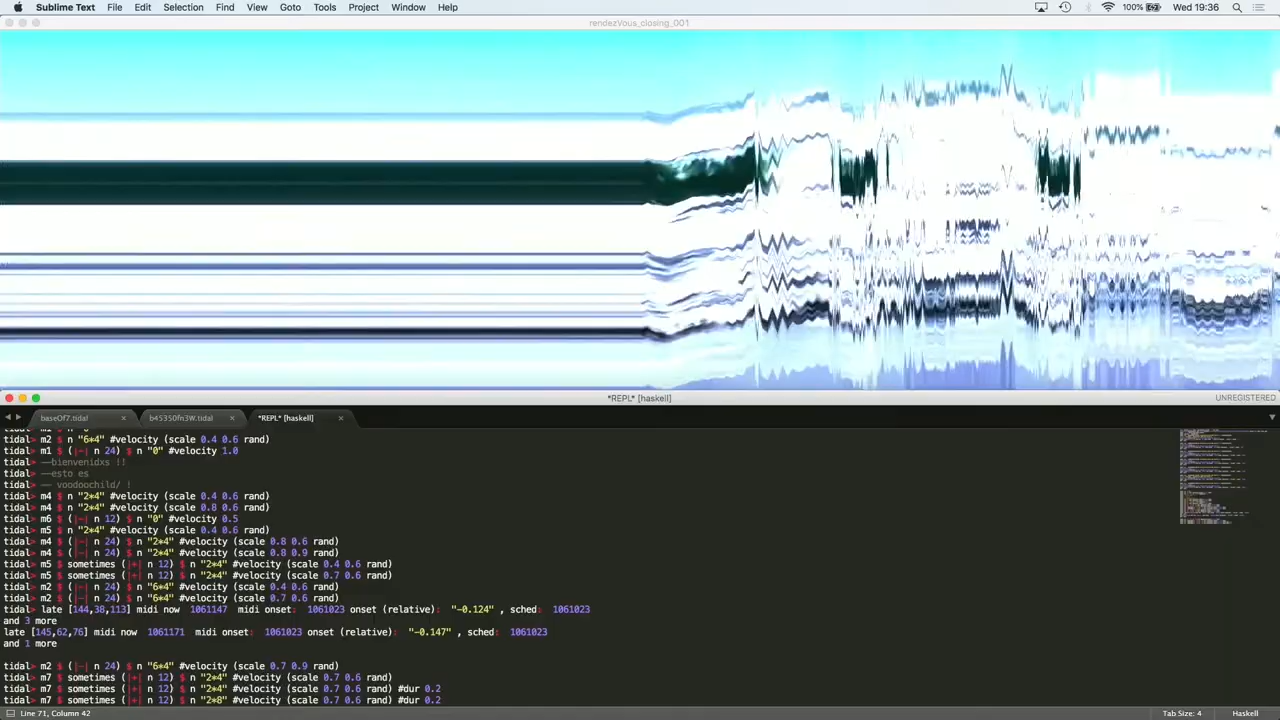 Sublime Text File Edit Selection Find View Goto Tools Project Window Help 100% Wed 19:36
rendezVous_closing_001
*REPL* [haskell] UNREGISTERED
baseOf7.tidal × b45350fn3W.tidal × *REPL* [haskell] ×
tidal> m2 $ n "6*4" #velocity (scale 0.4 0.6 rand)
tidal> m1 $ (|-| n 24) $ n "0" #velocity 1.0
tidal> --bienvenidxs !!
tidal> --esto es
tidal> -- voodoochild/ !
tidal> m4 $ n "2*4" #velocity (scale 0.4 0.6 rand)
tidal> m4 $ n "2*4" #velocity (scale 0.8 0.6 rand)
tidal> m6 $ (|-| n 12) $ n "0" #velocity 0.5
tidal> m5 $ n "2*4" #velocity (scale 0.4 0.6 rand)
tidal> m4 $ (|-| n 24) $ n "2*4" #velocity (scale 0.8 0.6 rand)
tidal> m4 $ (|-| n 24) $ n "2*4" #velocity (scale 0.8 0.9 rand)
tidal> m5 $ sometimes (|+| n 12) $ n "2*4" #velocity (scale 0.4 0.6 rand)
tidal> m5 $ sometimes (|+| n 12) $ n "2*4" #velocity (scale 0.7 0.6 rand)
tidal> m2 $ (|-| n 24) $ n "6*4" #velocity (scale 0.4 0.6 rand)
tidal> m2 $ (|-| n 24) $ n "6*4" #velocity (scale 0.7 0.6 rand)
tidal> late [144,38,113] midi now 1061147 midi onset: 1061023 onset (relative): "-0.124" , sched: 1061023
and 3 more
late [145,62,76] midi now 1061171 midi onset: 1061023 onset (relative): "-0.147" , sched: 1061023
and 1 more
tidal> m2 $ (|-| n 24) $ n "6*4" #velocity (scale 0.7 0.9 rand)
tidal> m7 $ sometimes (|+| n 12) $ n "2*4" #velocity (scale 0.7 0.6 rand)
tidal> m7 $ sometimes (|+| n 12) $ n "2*4" #velocity (scale 0.7 0.6 rand) #dur 0.2
tidal> m7 $ sometimes (|+| n 12) $ n "2*8" #velocity (scale 0.7 0.6 rand) #dur 0.2
Line 71, Column 42 Tab Size: 4 Haskell